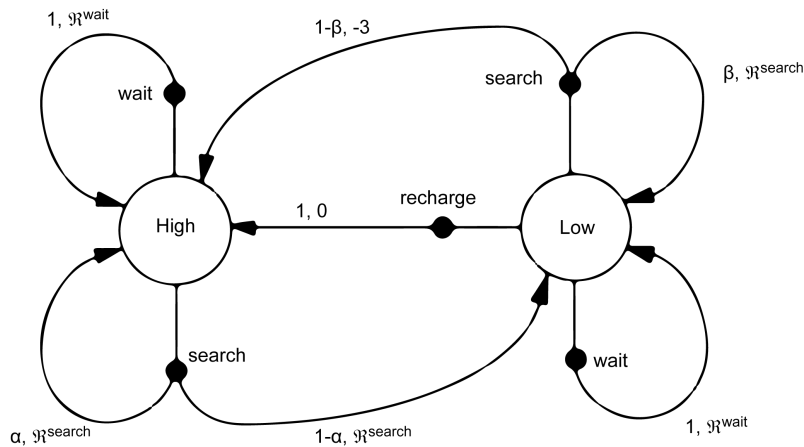 1, ℜwait
1-β, -3
wait
search
β, ℜsearch
recharge
High
1, 0
Low
search
wait
α, ℜsearch
1-α, ℜsearch
1, ℜwait